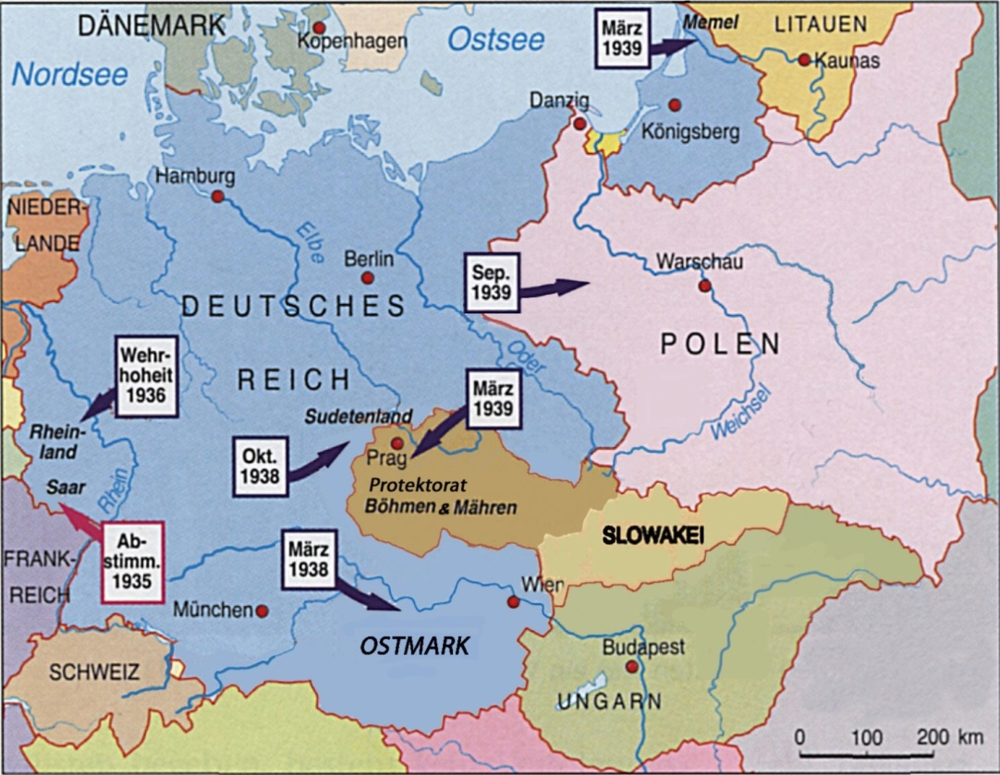 DÄNEMARK
Kopenhagen
Nordsee
Ostsee
März
1939
Memel
LITAUEN
Kaunas
Danzig
Königsberg
Hamburg
NIEDER-
LANDE
Elbe
Berlin
Sep.
1939
Warschau
DEUTSCHES
REICH
POLEN
Oder
Weichsel
Wehr-
hoheit
1936
Rhein-
land
Saar
Rhein
Sudetenland
März
1939
Okt.
1938
Prag
Protektorat
Böhmen & Mähren
SLOWAKEI
Ab-
stimm.
1935
FRANK-
REICH
März
1938
München
Wien
OSTMARK
SCHWEIZ
Budapest
UNGARN
0 100 200 km